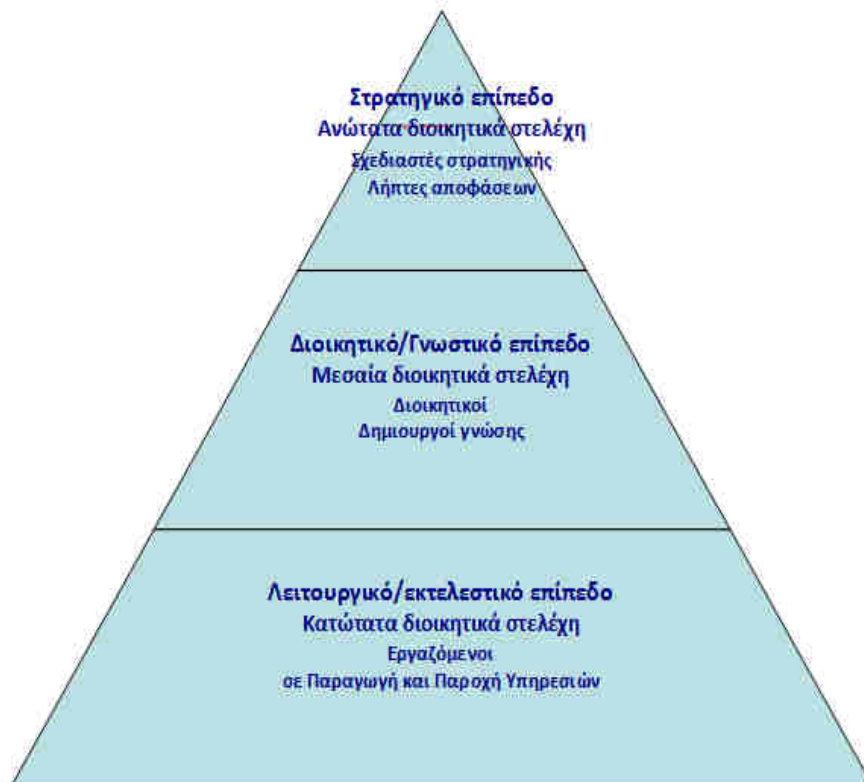 Στρατηγικό επίπεδο
Ανώτατα διοικητικά στελέχη
Σχεδιαστές στρατηγικής
Λήπτες αποφάσεων
Διοικητικό/Γνωστικό επίπεδο
Μεσαία διοικητικά στελέχη
Διοικητικοί
Δημιουργοί γνώσης
Λειτουργικό/εκτελεστικό επίπεδο
Κατώτατα διοικητικά στελέχη
Εργαζόμενοι
σε Παραγωγή και Παροχή Υπηρεσιών